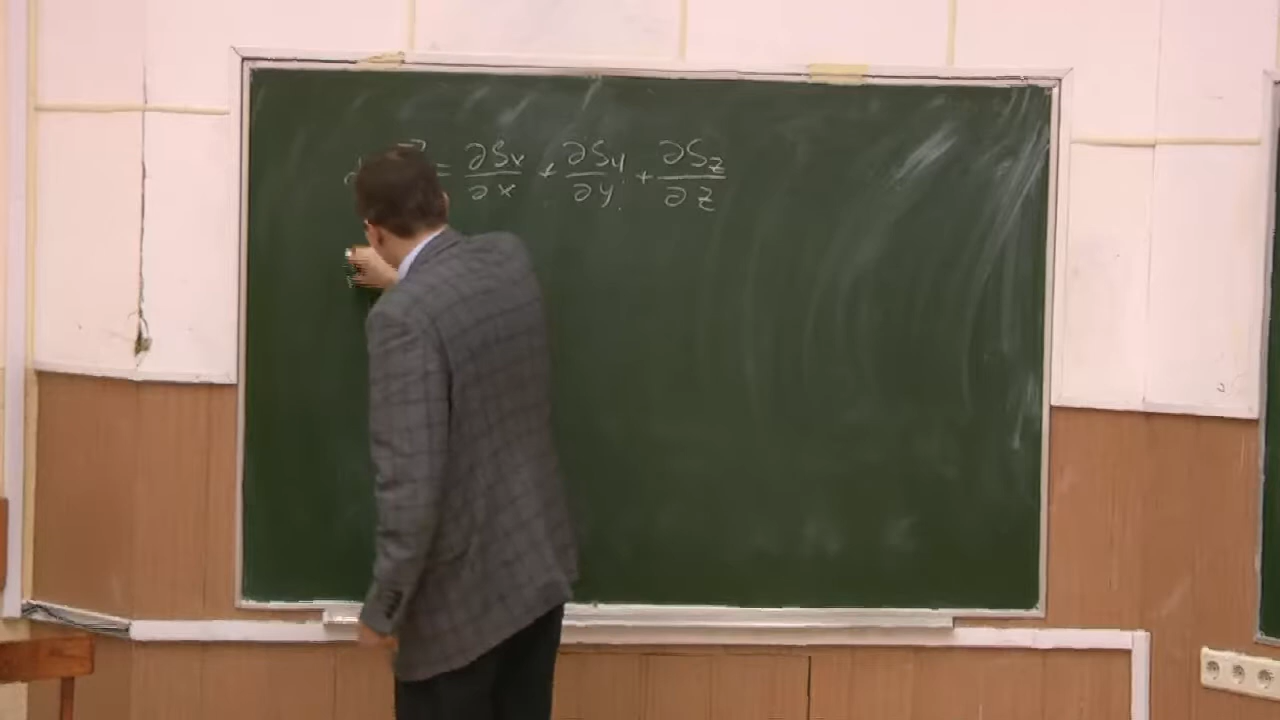 = ∂Sx/∂x + ∂Sy/∂y + ∂Sz/∂z